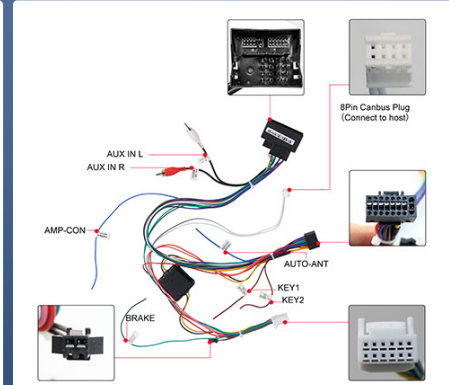 8Pin Canbus Plug
(Connect to host)
AUX IN L
AUX IN R
AMP-CON
AUTO-ANT
KEY1
KEY2
BRAKE